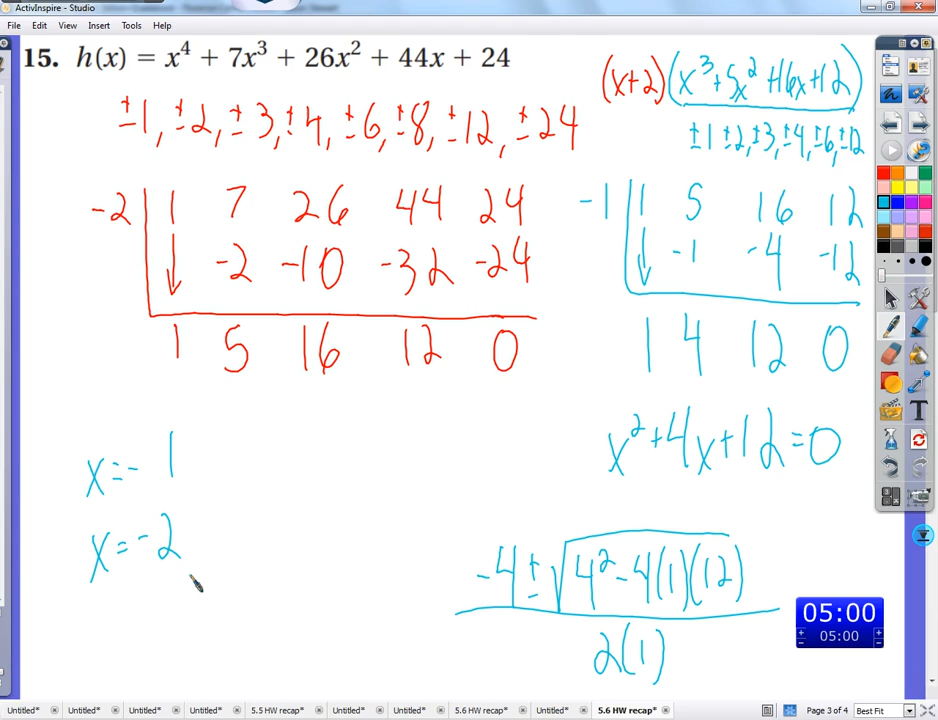 ActivInspire - Studio
File Edit View Insert Tools Help
15. h(x) = x⁴ + 7x³ + 26x² + 44x + 24
(x+2)(x³+5x²+16x+12)
±1, ±2, ±3, ±4, ±6, ±8, ±12, ±24
±1 ±2, ±3, ±4, ±6, ±12
-2 1 7 26 44 24
-2 -10 -32 -24
1 5 16 12 0
-1 1 5 16 12
-1 -4 -12
1 4 12 0
x²+4x+12=0
x=-1
x=-2
-4±√4²-4(1)(12)
2(1)
05:00
05:00
Untitled* Untitled* Untitled* Untitled* 5.5 HW recap* Untitled* 5.6 HW recap* Untitled* 5.6 HW recap* Page 3 of 4 Best Fit